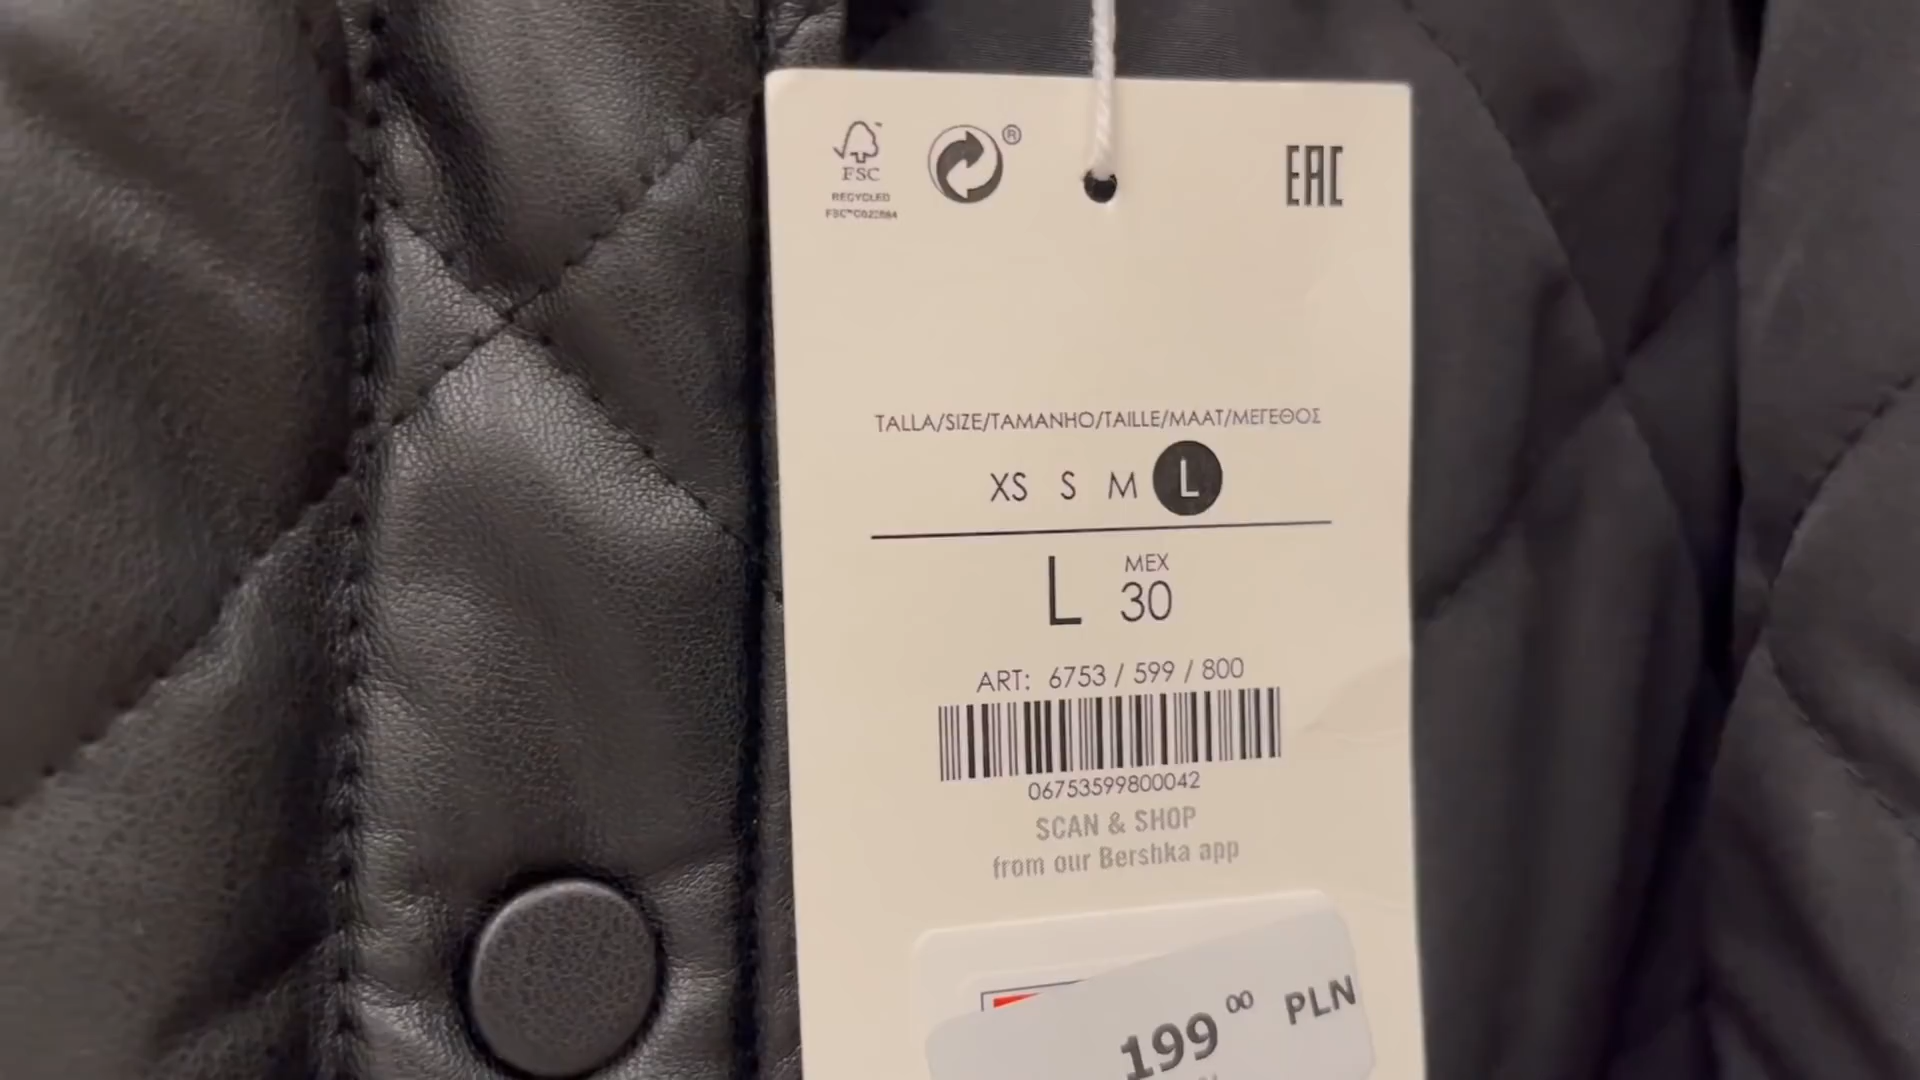 FSC
RECYCLED
FSC™C022884
®
EAC
TALLA/SIZE/TAMANHO/TAILLE/MAAT/ΜΕΓΕΘΟΣ
XS S M L
L MEX 30
ART: 6753 / 599 / 800
06753599800042
SCAN & SHOP
from our Bershka app
199 00 PLN